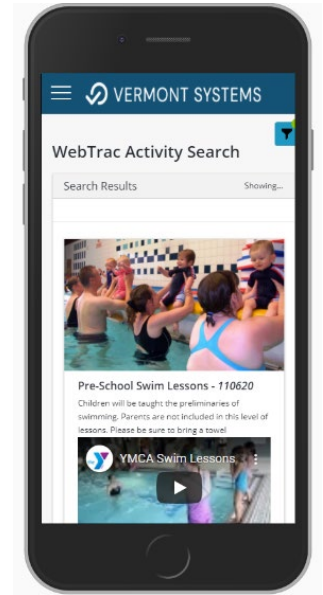 VERMONT SYSTEMS
WebTrac Activity Search
Search Results Showing...
Pre-School Swim Lessons - 110620
Children will be taught the preliminaries of
swimming. Parents are not included in this level of
lessons. Please be sure to bring a towel
YMCA Swim Lessons